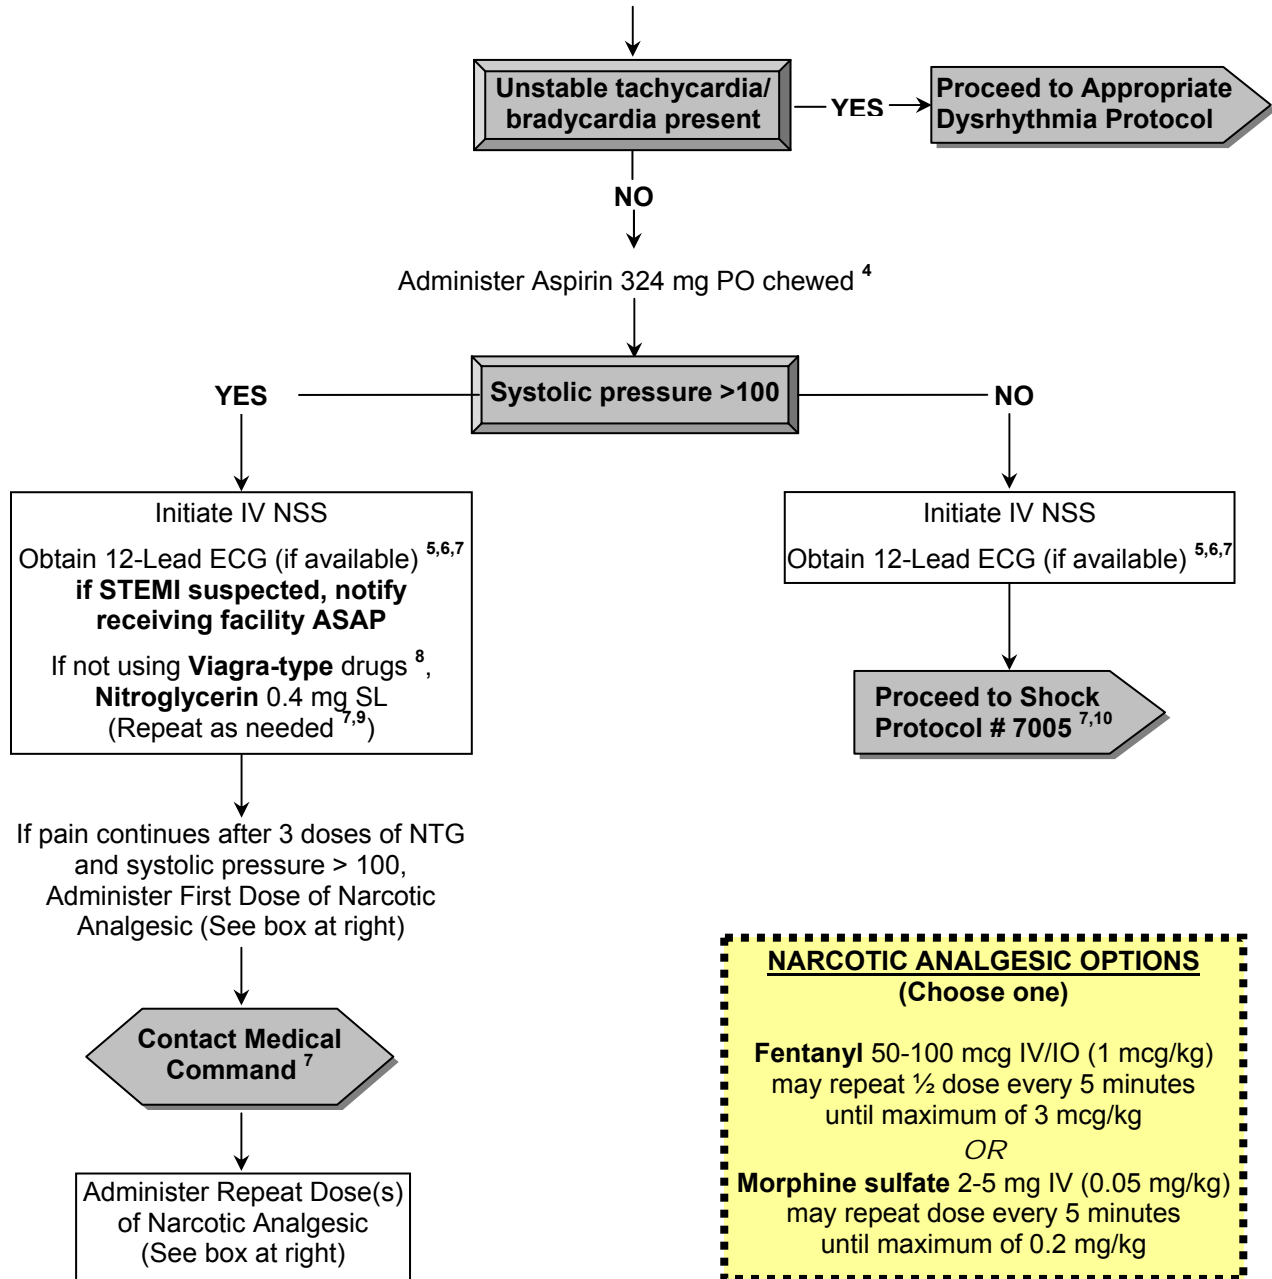 Unstable tachycardia/
bradycardia present
YES
Proceed to Appropriate
Dysrhythmia Protocol
NO
Administer Aspirin 324 mg PO chewed 4
Systolic pressure >100
YES
NO
Initiate IV NSS
Obtain 12-Lead ECG (if available) 5,6,7
if STEMI suspected, notify
receiving facility ASAP
If not using Viagra-type drugs 8,
Nitroglycerin 0.4 mg SL
(Repeat as needed 7,9)
Initiate IV NSS
Obtain 12-Lead ECG (if available) 5,6,7
Proceed to Shock
Protocol # 7005 7,10
If pain continues after 3 doses of NTG
and systolic pressure > 100,
Administer First Dose of Narcotic
Analgesic (See box at right)
Contact Medical
Command 7
Administer Repeat Dose(s)
of Narcotic Analgesic
(See box at right)
NARCOTIC ANALGESIC OPTIONS
(Choose one)
Fentanyl 50-100 mcg IV/IO (1 mcg/kg)
may repeat ½ dose every 5 minutes
until maximum of 3 mcg/kg
OR
Morphine sulfate 2-5 mg IV (0.05 mg/kg)
may repeat dose every 5 minutes
until maximum of 0.2 mg/kg